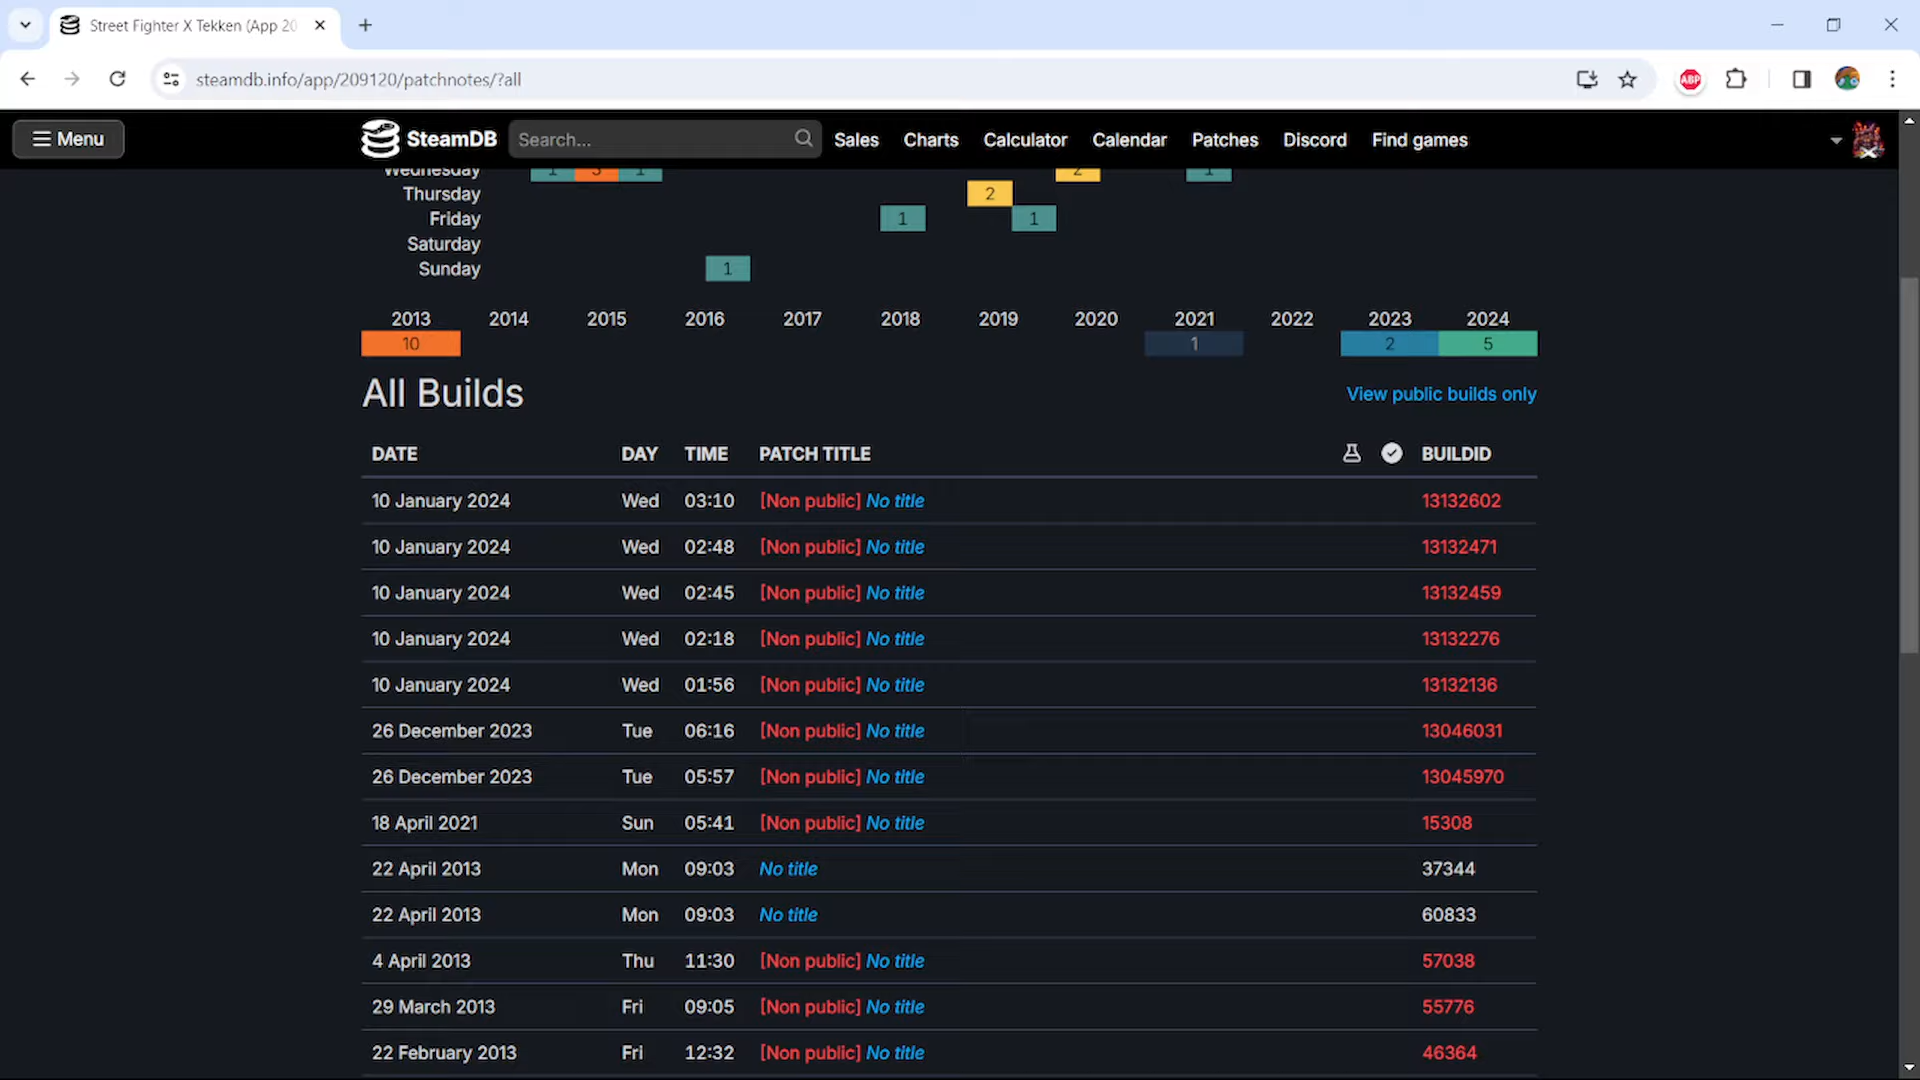 Street Fighter X Tekken (App 20
steamdb.info/app/209120/patchnotes/?all
ABP
Menu
SteamDB
Search...
Sales
Charts
Calculator
Calendar
Patches
Discord
Find games
Wednesday 1 3 1 2 1
Thursday 2
Friday 1 1
Saturday
Sunday 1
2013 2014 2015 2016 2017 2018 2019 2020 2021 2022 2023 2024
10 1 2 5
All Builds
View public builds only
DATE DAY TIME PATCH TITLE BUILDID
10 January 2024 Wed 03:10 [Non public] No title 13132602
10 January 2024 Wed 02:48 [Non public] No title 13132471
10 January 2024 Wed 02:45 [Non public] No title 13132459
10 January 2024 Wed 02:18 [Non public] No title 13132276
10 January 2024 Wed 01:56 [Non public] No title 13132136
26 December 2023 Tue 06:16 [Non public] No title 13046031
26 December 2023 Tue 05:57 [Non public] No title 13045970
18 April 2021 Sun 05:41 [Non public] No title 15308
22 April 2013 Mon 09:03 No title 37344
22 April 2013 Mon 09:03 No title 60833
4 April 2013 Thu 11:30 [Non public] No title 57038
29 March 2013 Fri 09:05 [Non public] No title 55776
22 February 2013 Fri 12:32 [Non public] No title 46364